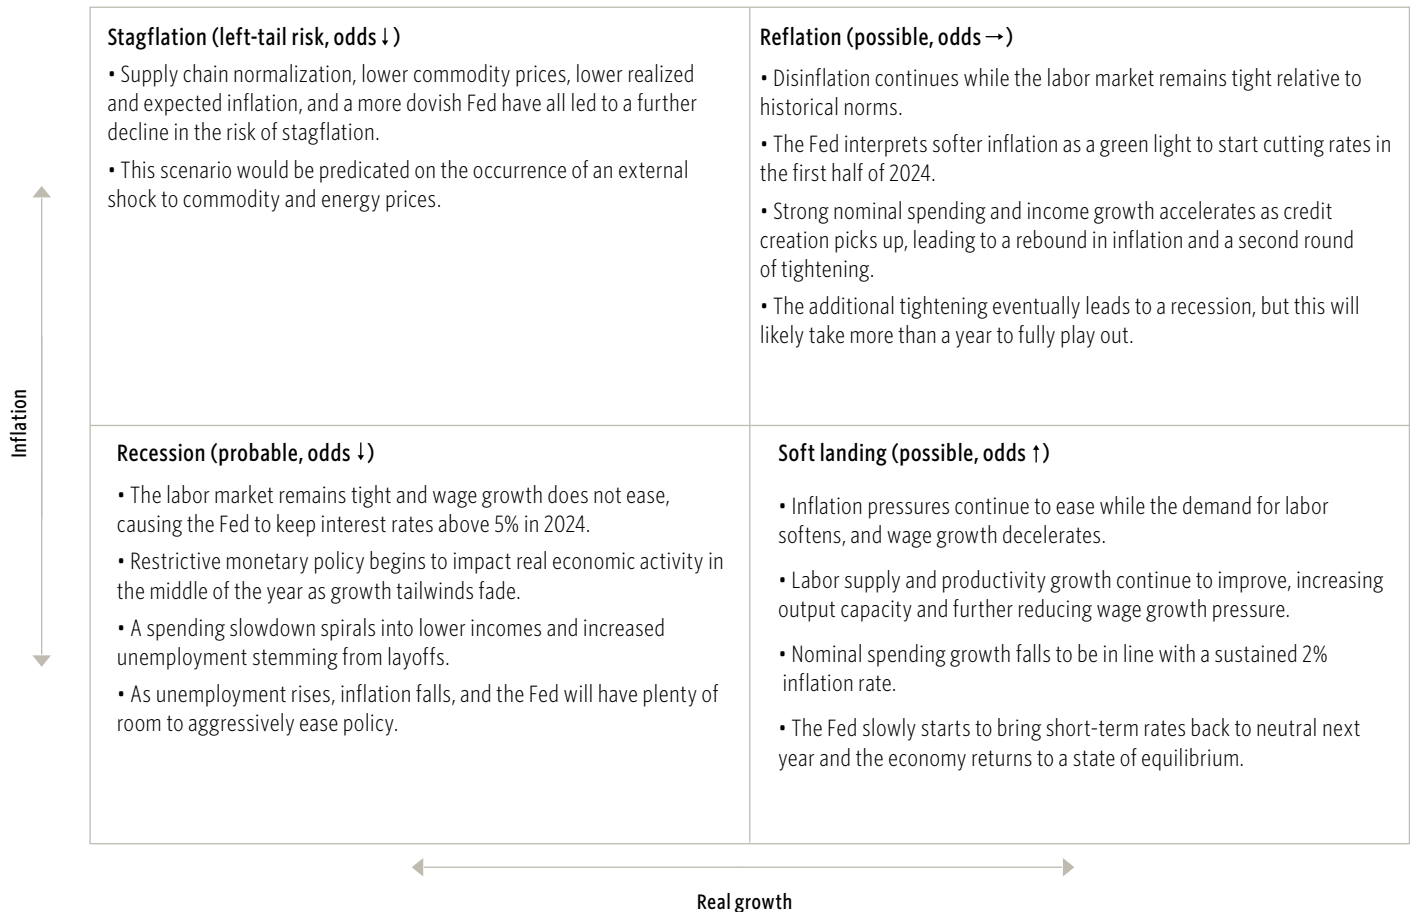 Stagflation (left-tail risk, odds ↓)
• Supply chain normalization, lower commodity prices, lower realized
and expected inflation, and a more dovish Fed have all led to a further
decline in the risk of stagflation.
• This scenario would be predicated on the occurrence of an external
shock to commodity and energy prices.
Reflation (possible, odds →)
• Disinflation continues while the labor market remains tight relative to
historical norms.
• The Fed interprets softer inflation as a green light to start cutting rates in
the first half of 2024.
• Strong nominal spending and income growth accelerates as credit
creation picks up, leading to a rebound in inflation and a second round
of tightening.
• The additional tightening eventually leads to a recession, but this will
likely take more than a year to fully play out.
Inflation
Recession (probable, odds ↓)
• The labor market remains tight and wage growth does not ease,
causing the Fed to keep interest rates above 5% in 2024.
• Restrictive monetary policy begins to impact real economic activity in
the middle of the year as growth tailwinds fade.
• A spending slowdown spirals into lower incomes and increased
unemployment stemming from layoffs.
• As unemployment rises, inflation falls, and the Fed will have plenty of
room to aggressively ease policy.
Soft landing (possible, odds ↑)
• Inflation pressures continue to ease while the demand for labor
softens, and wage growth decelerates.
• Labor supply and productivity growth continue to improve, increasing
output capacity and further reducing wage growth pressure.
• Nominal spending growth falls to be in line with a sustained 2%
inflation rate.
• The Fed slowly starts to bring short-term rates back to neutral next
year and the economy returns to a state of equilibrium.
Real growth